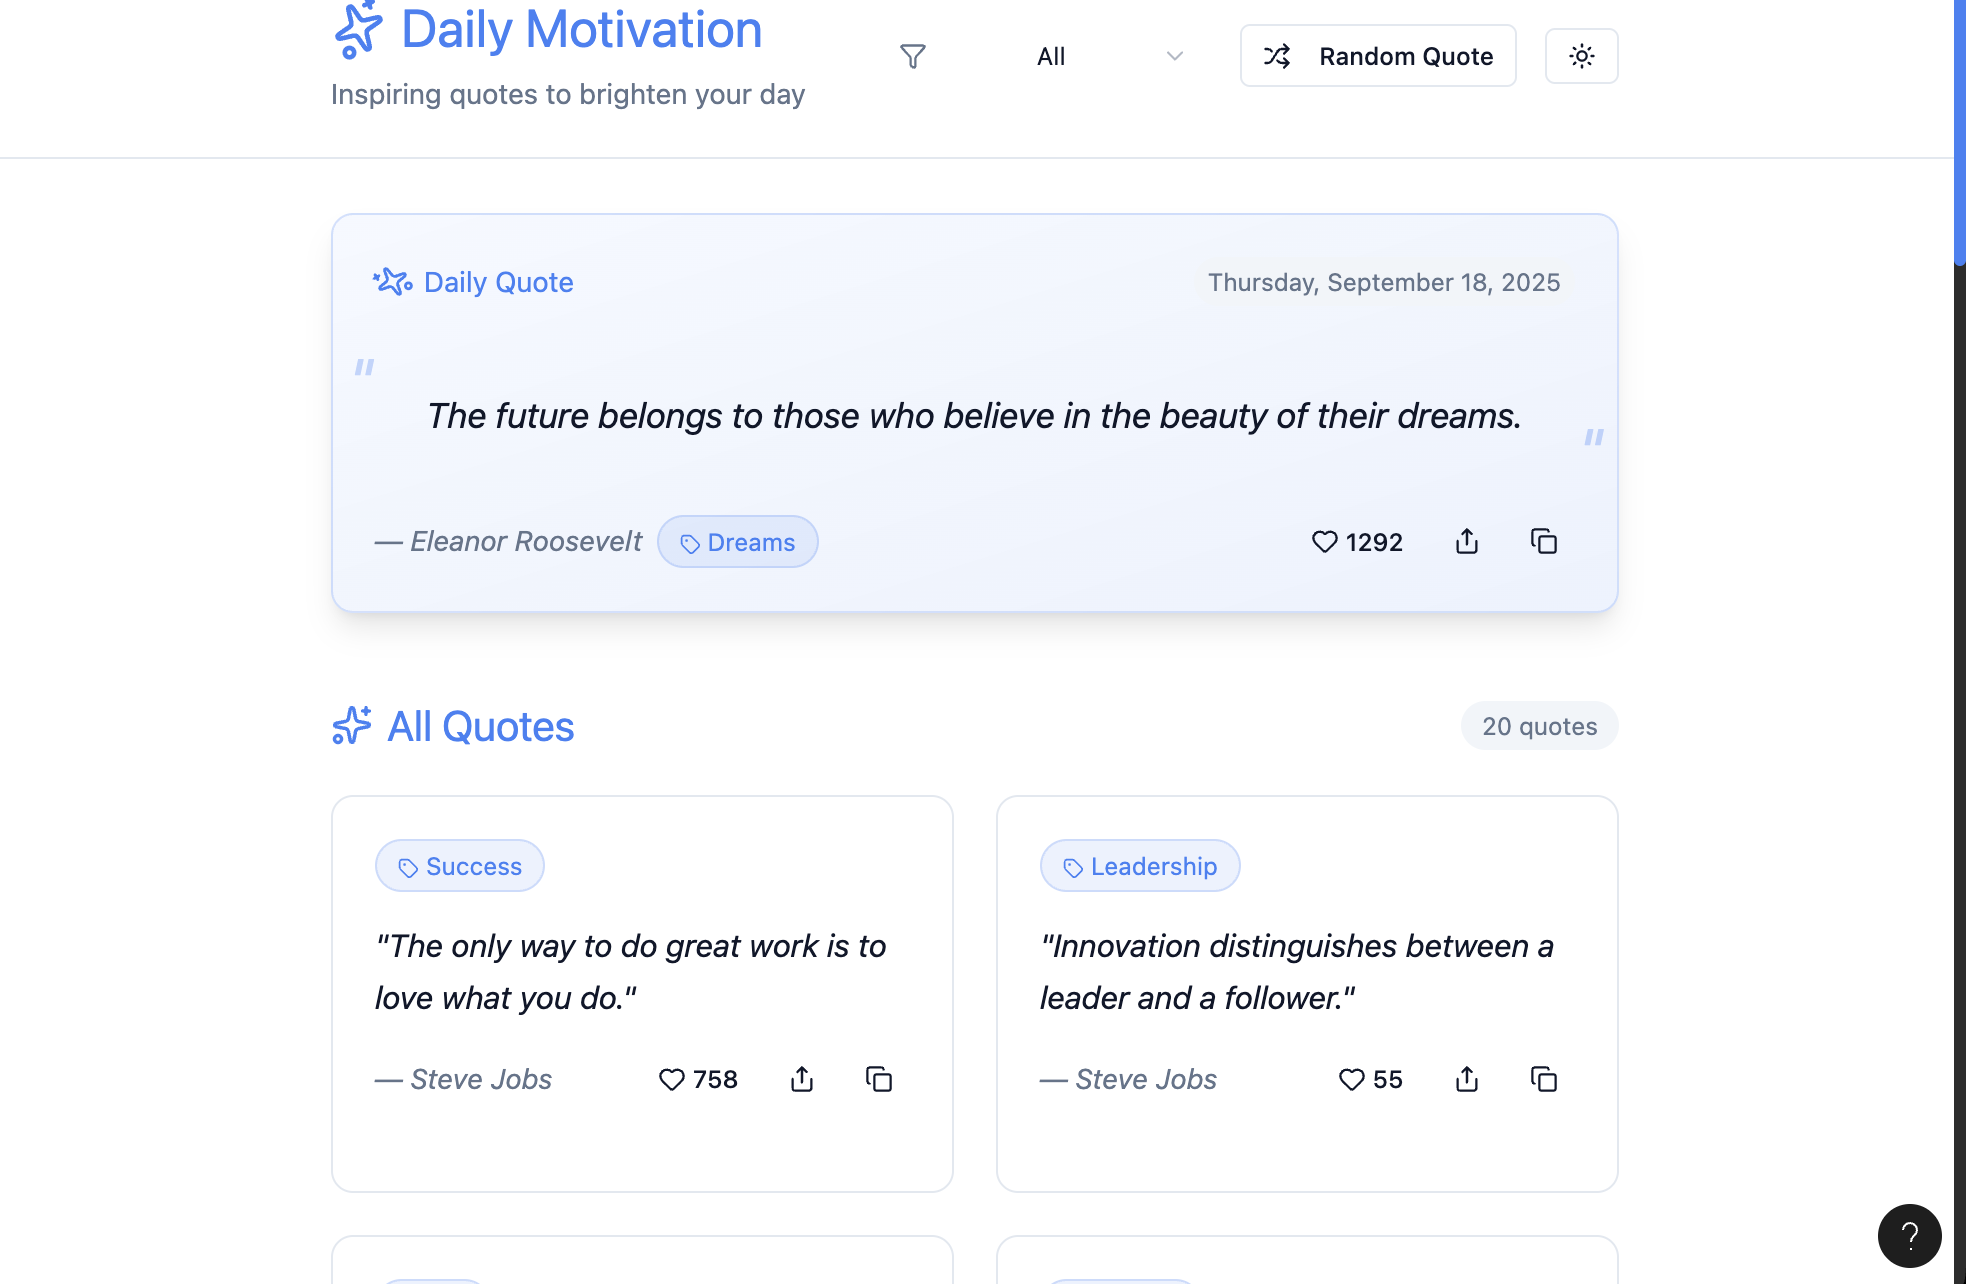 Daily Motivation
Inspiring quotes to brighten your day
All
Random Quote
Daily Quote
Thursday, September 18, 2025
"
The future belongs to those who believe in the beauty of their dreams.
"
— Eleanor Roosevelt
Dreams
1292
All Quotes
20 quotes
Success
"The only way to do great work is to
love what you do."
— Steve Jobs
758
Leadership
"Innovation distinguishes between a
leader and a follower."
— Steve Jobs
55
?